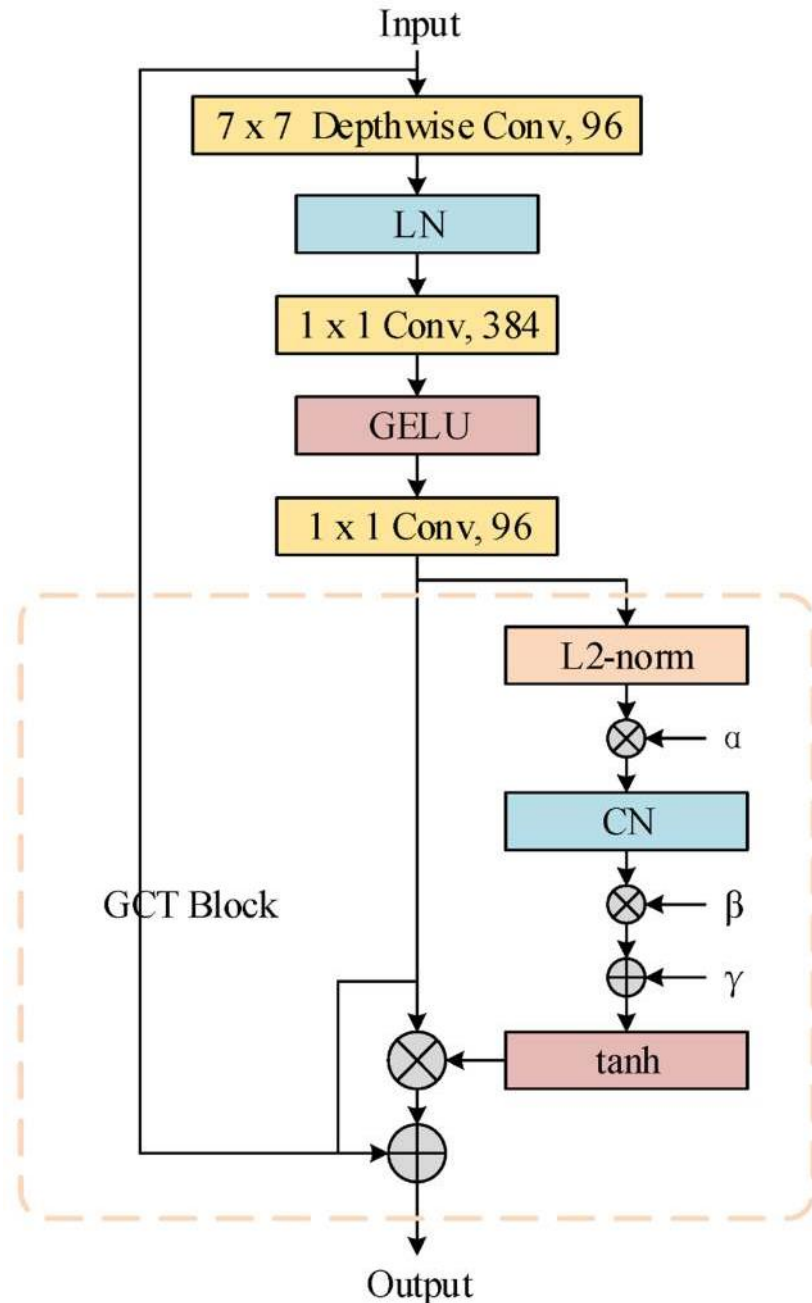 Input
7 x 7 Depthwise Conv, 96
LN
1 x 1 Conv, 384
GELU
1 x 1 Conv, 96
L2-norm
α
CN
GCT Block
β
γ
tanh
Output